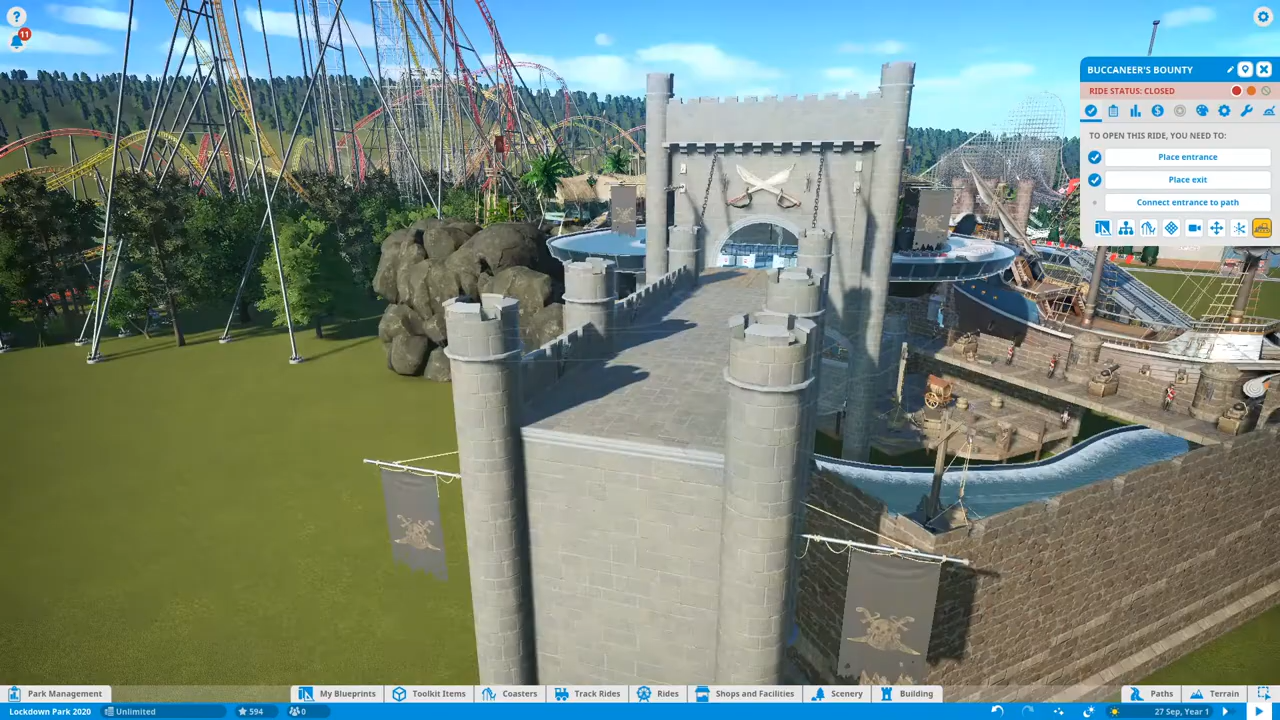 ?
11
BUCCANEER'S BOUNTY
RIDE STATUS: CLOSED
TO OPEN THIS RIDE, YOU NEED TO:
Place entrance
Place exit
Connect entrance to path
Park Management
My Blueprints
Toolkit Items
Coasters
Track Rides
Rides
Shops and Facilities
Scenery
Building
Paths
Terrain
Lockdown Park 2020
Unlimited
594
0
27 Sep, Year 1